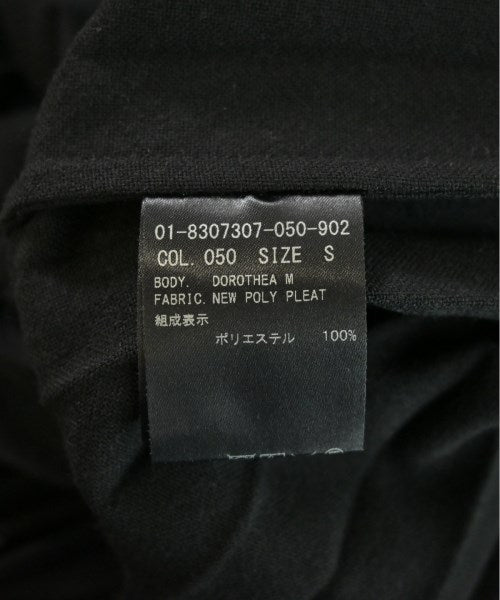 01-8307307-050-902
COL. 050 SIZE S
BODY. DOROTHEA M
FABRIC. NEW POLY PLEAT
組成表示
ポリエステル 100%